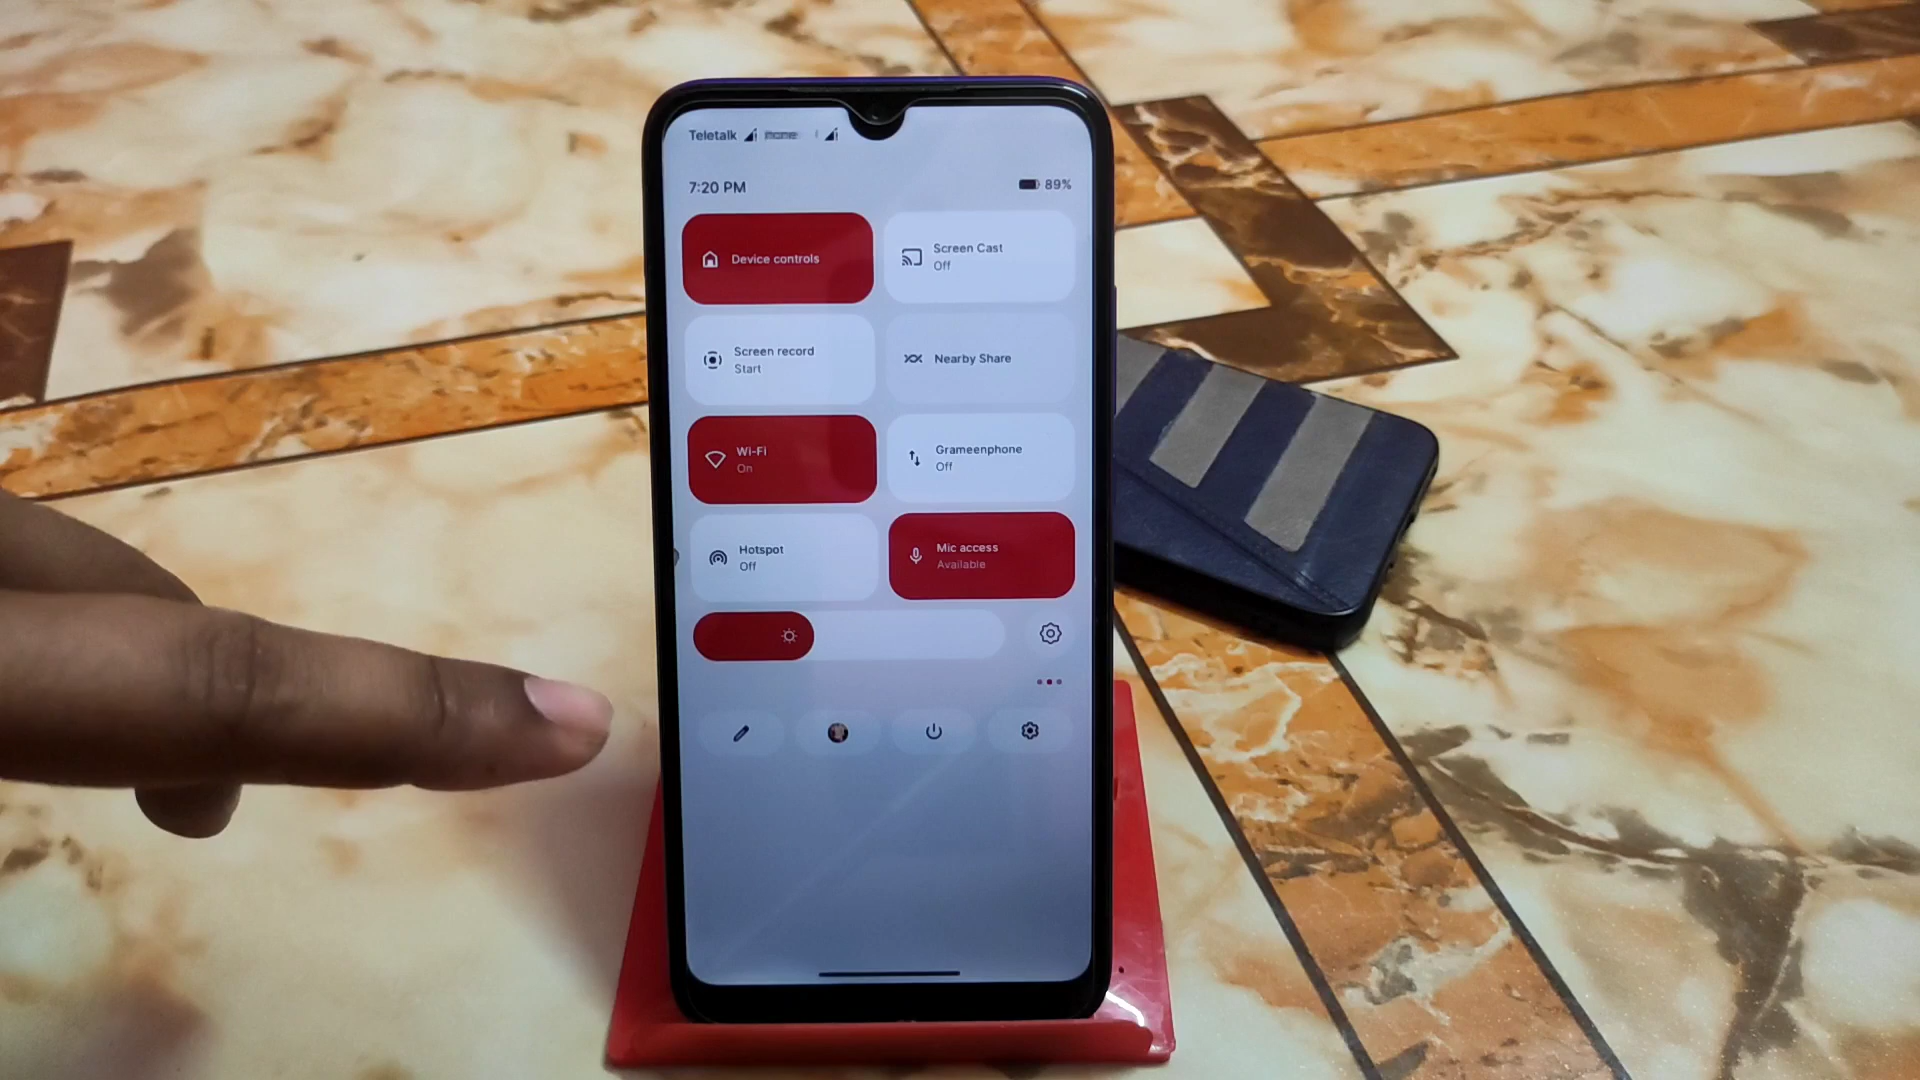 Teletalk
7:20 PM
89%
Device controls
Screen Cast
Off
Screen record
Start
Nearby Share
Wi-Fi
On
Grameenphone
Off
Hotspot
Off
Mic access
Available